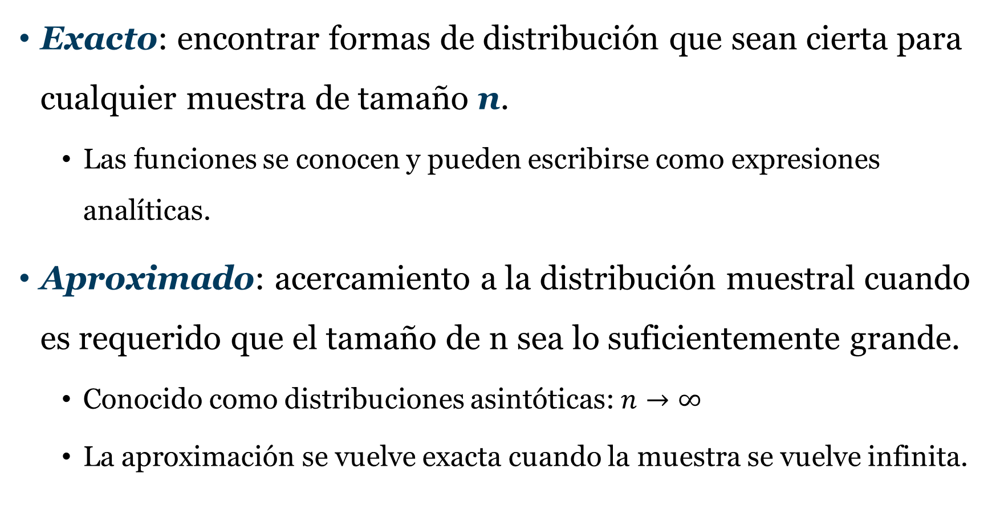 • Exacto: encontrar formas de distribución que sean cierta para
cualquier muestra de tamaño n.
• Las funciones se conocen y pueden escribirse como expresiones
analíticas.
• Aproximado: acercamiento a la distribución muestral cuando
es requerido que el tamaño de n sea lo suficientemente grande.
• Conocido como distribuciones asintóticas: n → ∞
• La aproximación se vuelve exacta cuando la muestra se vuelve infinita.